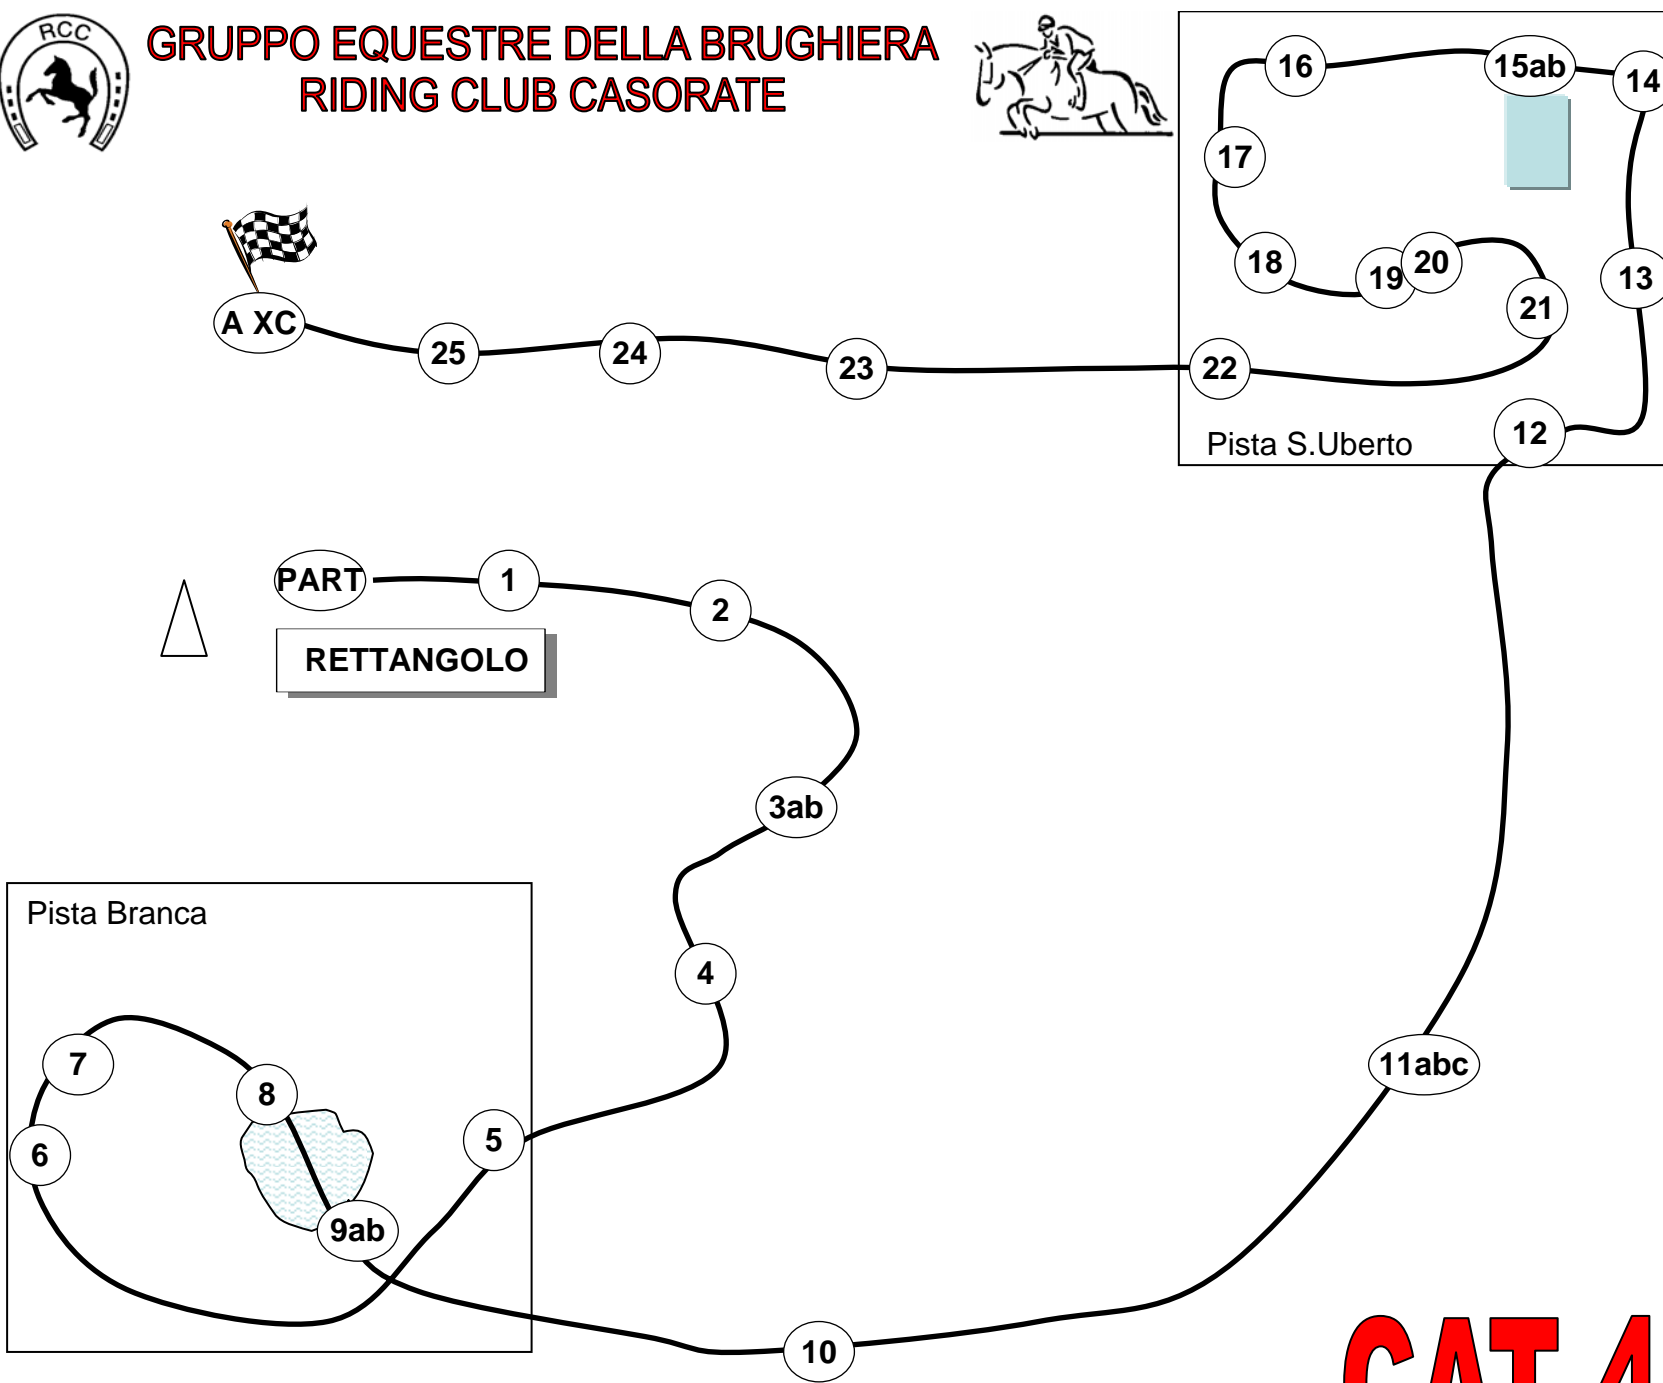 RCC
GRUPPO EQUESTRE DELLA BRUGHIERA
RIDING CLUB CASORATE
16
15ab
14
17
18
19
20
13
21
A XC
25
24
23
22
12
Pista S.Uberto
PART
1
2
RETTANGOLO
3ab
Pista Branca
4
7
8
11abc
5
6
9ab
10
CAT 4